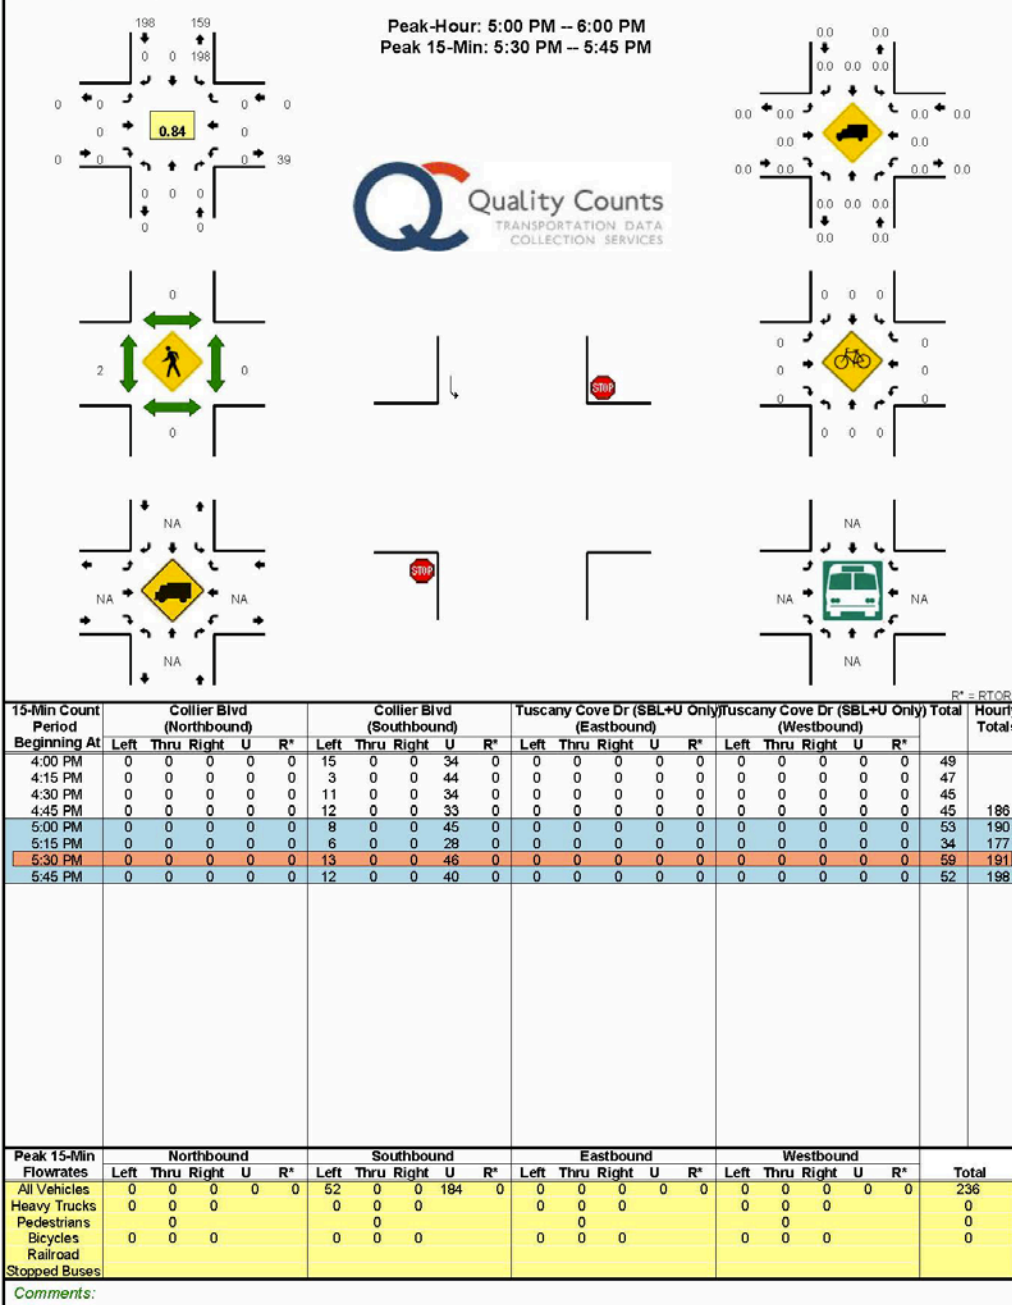 Peak-Hour: 5:00 PM -- 6:00 PM
Peak 15-Min: 5:30 PM -- 5:45 PM
198 159
0 0 198
0 0 0 0
0 0.84 0
0 0 0 39
0 0 0
0 0
0.0 0.0
0.0 0.0 0.0
0.0 0.0 0.0 0.0
0.0 0.0
0.0 0.0 0.0 0.0
0.0 0.0 0.0
0.0 0.0
QC Quality Counts
TRANSPORTATION DATA
COLLECTION SERVICES
0
2 0
0
STOP
STOP
0 0 0
0 0
0 0
0 0
0 0 0
NA
NA NA
NA
NA
NA NA
NA
R* = RTOR
15-Min Count Period Beginning At Collier Blvd (Northbound) Collier Blvd (Southbound) Tuscany Cove Dr (SBL+U Only) (Eastbound) Tuscany Cove Dr (SBL+U Only) (Westbound) Total Hourly Totals
Left Thru Right U R* Left Thru Right U R* Left Thru Right U R* Left Thru Right U R*
4:00 PM 0 0 0 0 0 15 0 0 34 0 0 0 0 0 0 0 0 0 0 0 49
4:15 PM 0 0 0 0 0 3 0 0 44 0 0 0 0 0 0 0 0 0 0 0 47
4:30 PM 0 0 0 0 0 11 0 0 34 0 0 0 0 0 0 0 0 0 0 0 45
4:45 PM 0 0 0 0 0 12 0 0 33 0 0 0 0 0 0 0 0 0 0 0 45 186
5:00 PM 0 0 0 0 0 8 0 0 45 0 0 0 0 0 0 0 0 0 0 0 53 190
5:15 PM 0 0 0 0 0 6 0 0 28 0 0 0 0 0 0 0 0 0 0 0 34 177
5:30 PM 0 0 0 0 0 13 0 0 46 0 0 0 0 0 0 0 0 0 0 0 59 191
5:45 PM 0 0 0 0 0 12 0 0 40 0 0 0 0 0 0 0 0 0 0 0 52 198
Peak 15-Min Flowrates Northbound Southbound Eastbound Westbound
Left Thru Right U R* Left Thru Right U R* Left Thru Right U R* Left Thru Right U R* Total
All Vehicles 0 0 0 0 0 52 0 0 184 0 0 0 0 0 0 0 0 0 0 0 236
Heavy Trucks 0 0 0 0 0 0 0 0 0 0 0 0 0
Pedestrians 0 0 0 0 0
Bicycles 0 0 0 0 0 0 0 0 0 0 0 0 0
Railroad
Stopped Buses
Comments: